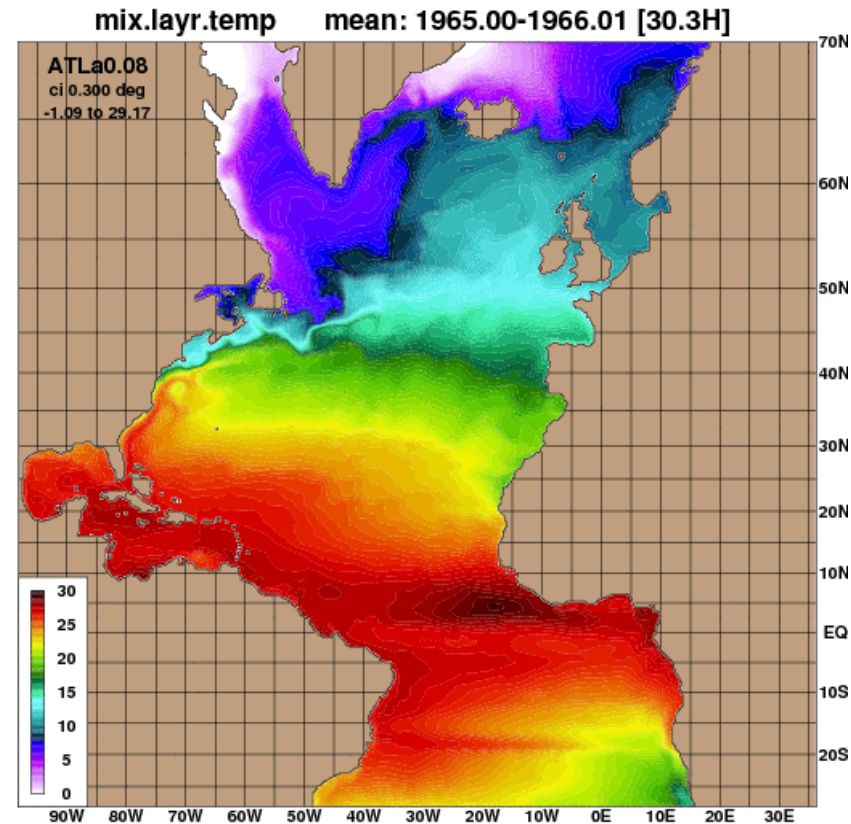 mix.layr.temp mean: 1965.00-1966.01 [30.3H]
ATLa0.08
ci 0.300 deg
-1.09 to 29.17
70N
60N
50N
40N
30N
20N
10N
EQ
10S
20S
30
25
20
15
10
5
0
90W 80W 70W 60W 50W 40W 30W 20W 10W 0E 10E 20E 30E